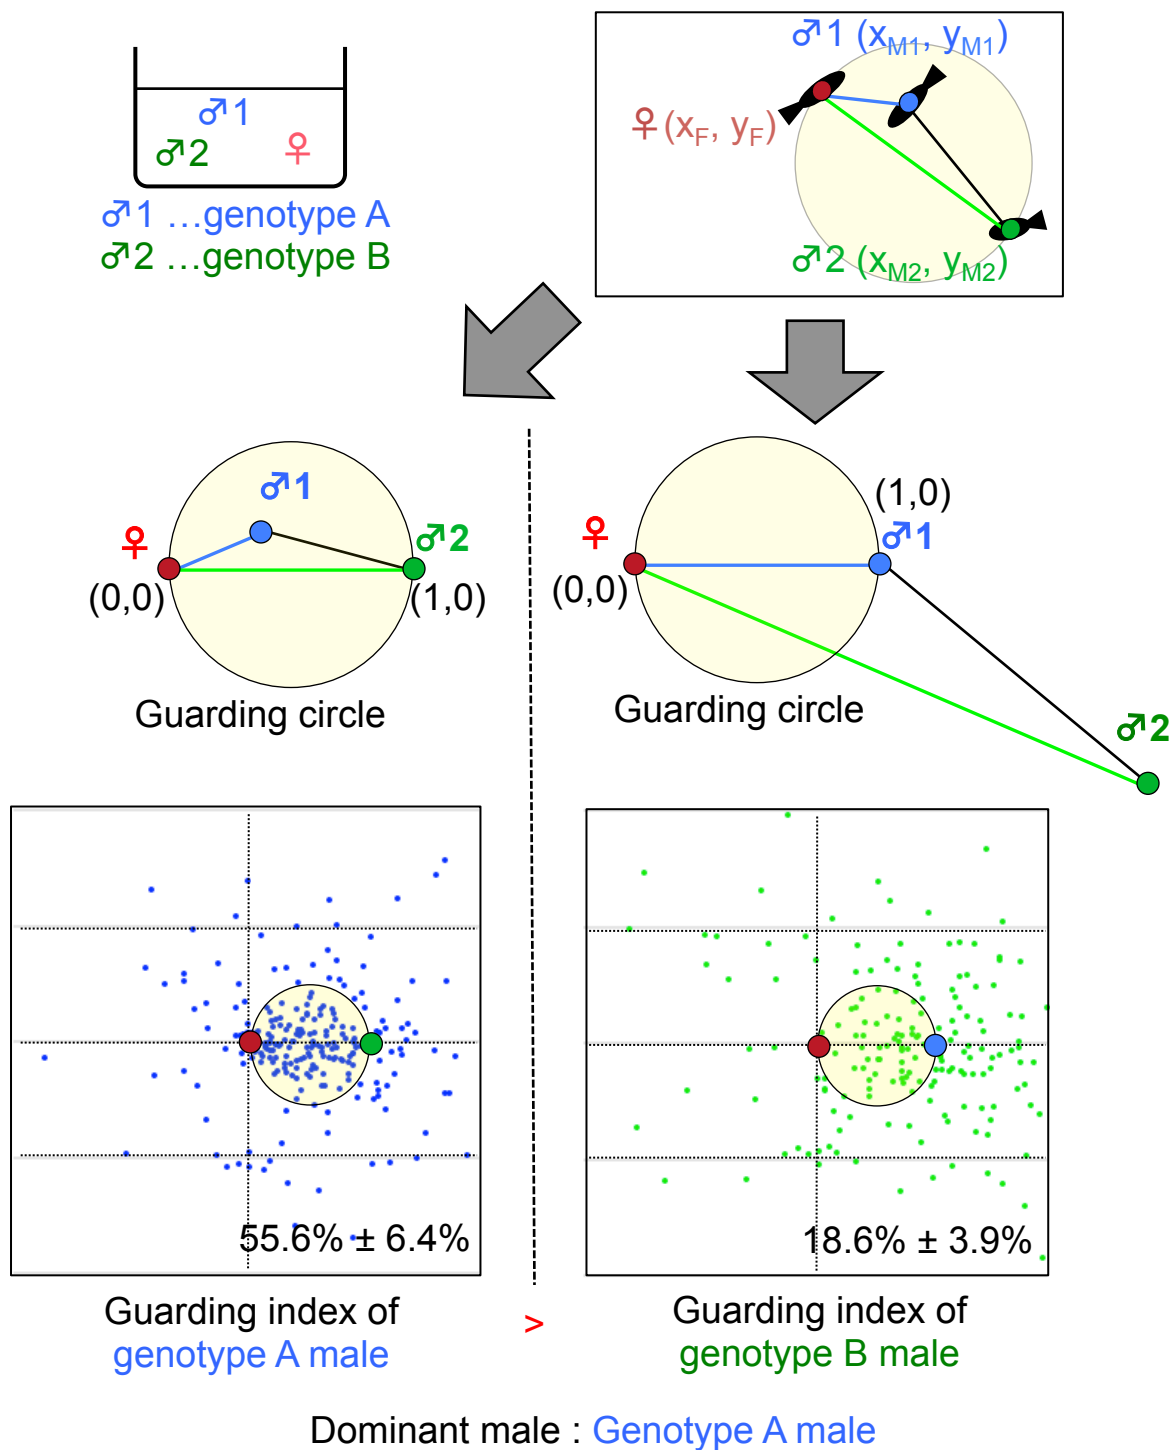 ♂1
♂2 ♀
♂1 …genotype A
♂2 …genotype B
♂1 (xM1, yM1)
♀(xF, yF)
♂2 (xM2, yM2)
♂1
♀
♂2
(0,0)
(1,0)
Guarding circle
(1,0)
♀
♂1
(0,0)
Guarding circle
♂2
55.6% ± 6.4%
18.6% ± 3.9%
Guarding index of
genotype A male
>
Guarding index of
genotype B male
Dominant male : Genotype A male